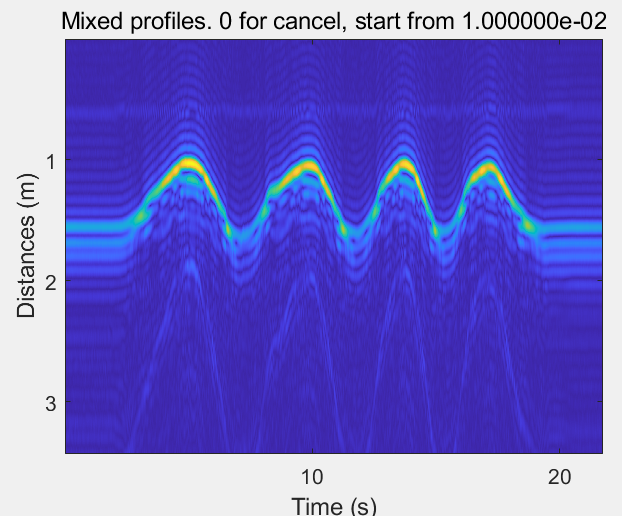 Mixed profiles. 0 for cancel, start from 1.000000e-02
Distances (m)
1
2
3
10
20
Time (s)